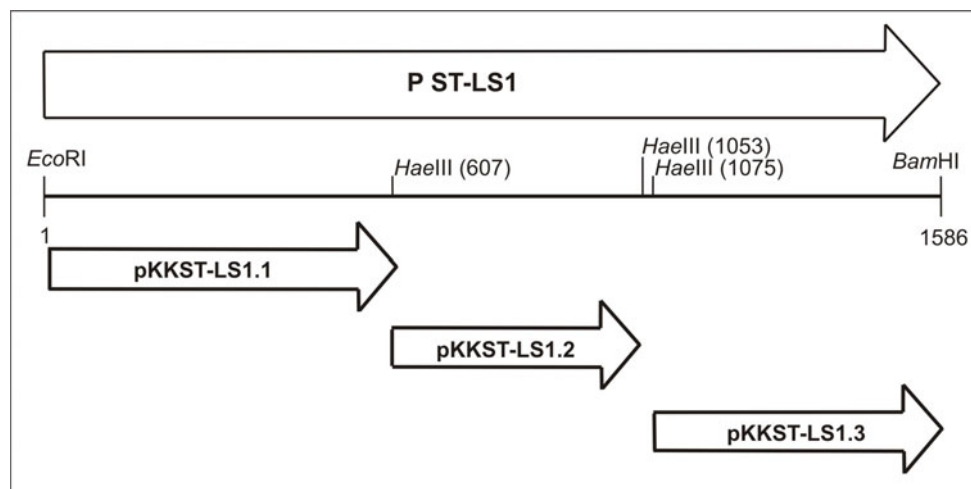 P ST-LS1
EcoRI
HaeIII (607)
HaeIII (1053)
HaeIII (1075)
BamHI
1
1586
pKKST-LS1.1
pKKST-LS1.2
pKKST-LS1.3